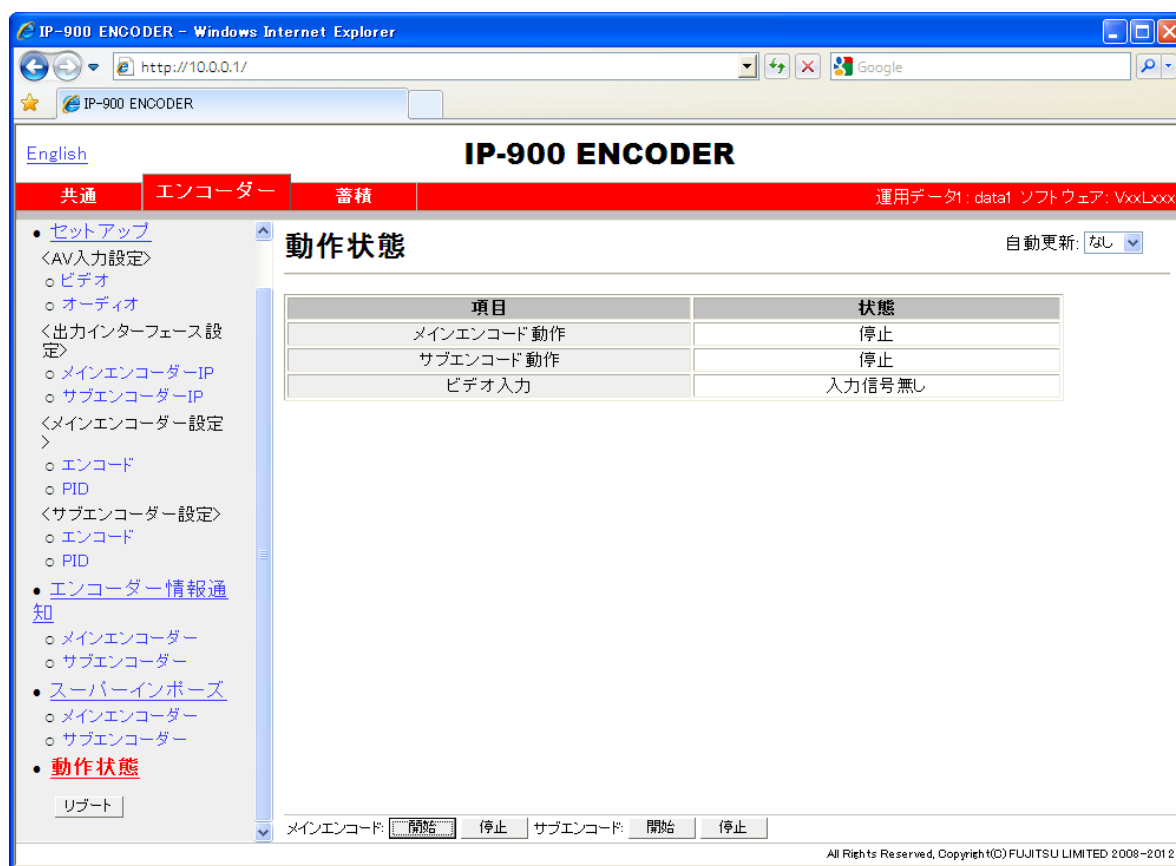 IP-900 ENCODER - Windows Internet Explorer
http://10.0.0.1/
Google
IP-900 ENCODER
English
IP-900 ENCODER
共通 エンコーダー 蓄積
運用データ1: data1 ソフトウェア: VxxLxxx
セットアップ
<AV入力設定>
ビデオ
オーディオ
<出力インターフェース設
定>
メインエンコーダーIP
サブエンコーダーIP
<メインエンコーダー設定
>
エンコード
PID
<サブエンコーダー設定>
エンコード
PID
エンコーダー情報通
知
メインエンコーダー
サブエンコーダー
スーパーインポーズ
メインエンコーダー
サブエンコーダー
動作状態
リブート
動作状態
自動更新: なし
項目 状態
メインエンコード動作 停止
サブエンコード動作 停止
ビデオ入力 入力信号無し
メインエンコード: 開始 停止 サブエンコード: 開始 停止
All Rights Reserved, Copyright(C) FUJITSU LIMITED 2008-2012